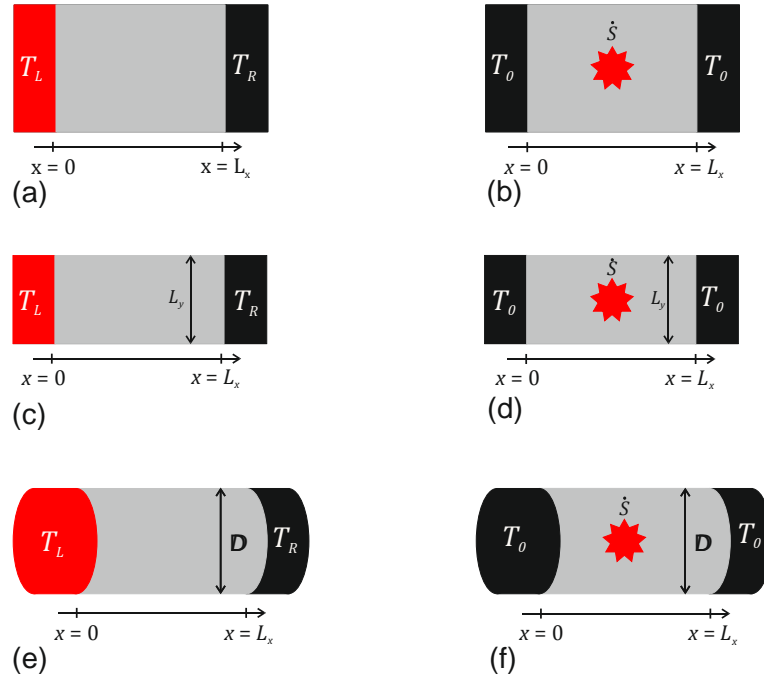 T_L T_R
x = 0 x = L_x
(a)
Ṡ
T_0 T_0
x = 0 x = L_x
(b)
T_L L_y T_R
x = 0 x = L_x
(c)
Ṡ
T_0 L_y T_0
x = 0 x = L_x
(d)
T_L D T_R
x = 0 x = L_x
(e)
Ṡ
T_0 D T_0
x = 0 x = L_x
(f)